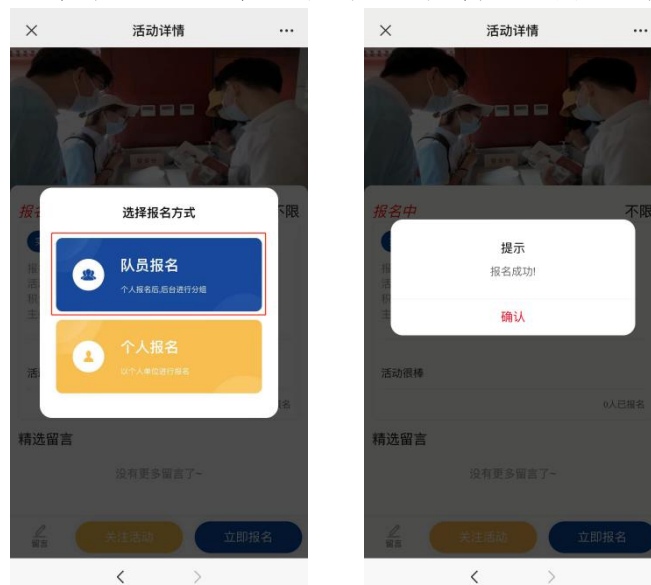 活动详情
不限
选择报名方式
队员报名
个人报名后,后台进行分组
个人报名
以个人单位进行报名
精选留言
没有更多留言了~
留言
关注活动
立即报名
活动详情
报名中
不限
提示
报名成功!
确认
活动很棒
0人已报名
精选留言
没有更多留言了~
留言
关注活动
立即报名